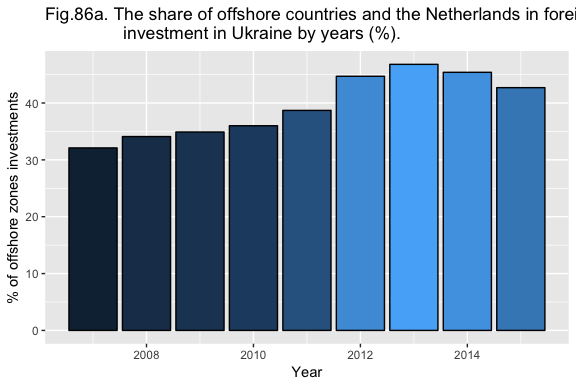 Fig.86a. The share of offshore countries and the Netherlands in
investment in Ukraine by years (%).
% of offshore zones investments
40
30
20
10
0
2008
2010
2012
2014
Year